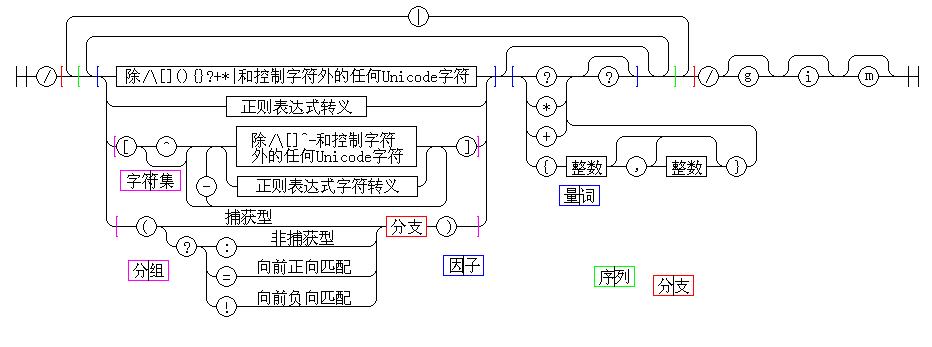 |
/ 除/\[](){}?+*|和控制字符外的任何Unicode字符 ? ? / g i m
正则表达式转义 *
[ ^ 除/\[]^-和控制字符 ] +
外的任何Unicode字符
{ 整数 , 整数 }
字符集 - 正则表达式字符转义
量词
捕获型
( 分支 )
? : 非捕获型
分组 = 向前正向匹配 因子 序列 分支
! 向前负向匹配